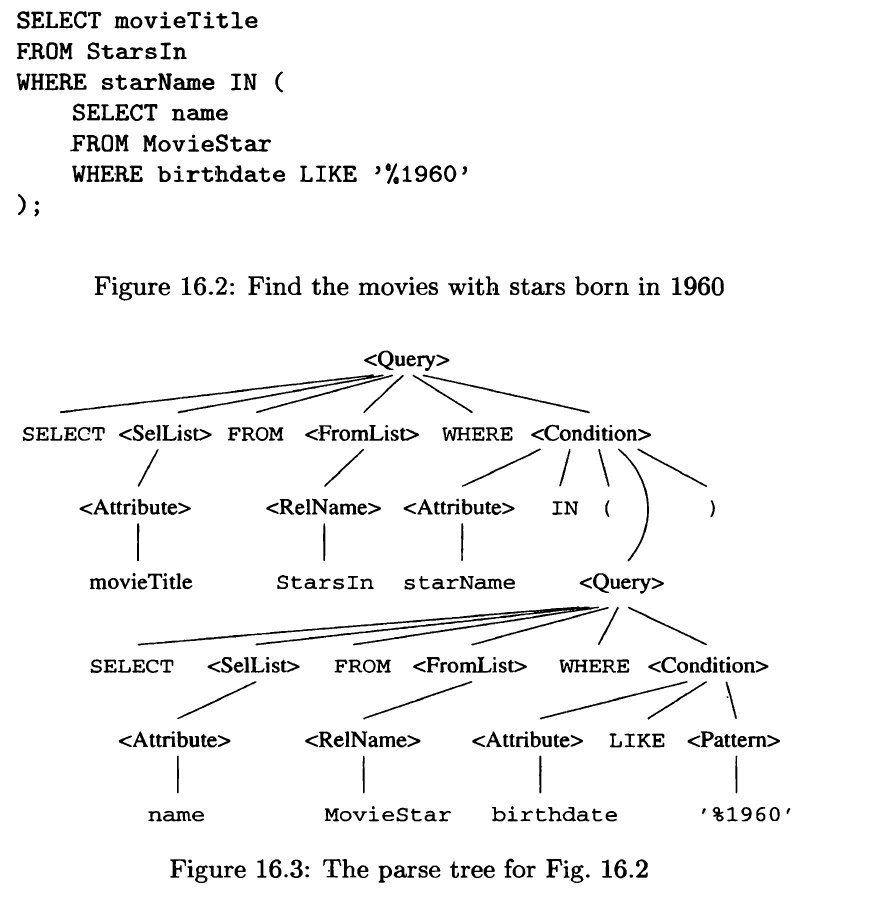 SELECT movieTitle
FROM StarsIn
WHERE starName IN (
SELECT name
FROM MovieStar
WHERE birthdate LIKE '%1960'
);
Figure 16.2: Find the movies with stars born in 1960
<Query>
SELECT <SelList> FROM <FromList> WHERE <Condition>
<Attribute> <RelName> <Attribute> IN ( )
movieTitle StarsIn starName <Query>
SELECT <SelList> FROM <FromList> WHERE <Condition>
<Attribute> <RelName> <Attribute> LIKE <Pattern>
name MovieStar birthdate '%1960'
Figure 16.3: The parse tree for Fig. 16.2